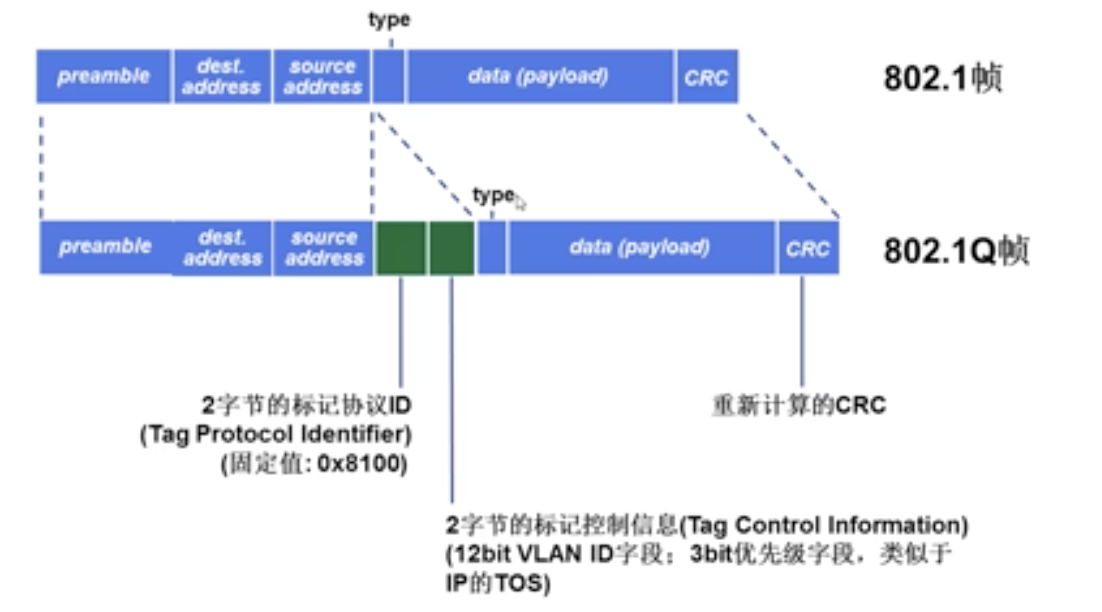 type
preamble
dest.
address
source
address
data (payload)
CRC
802.1帧
type
preamble
dest.
address
source
address
data (payload)
CRC
802.1Q帧
2字节的标记协议ID
(Tag Protocol Identifier)
(固定值: 0x8100)
重新计算的CRC
2字节的标记控制信息(Tag Control Information)
(12bit VLAN ID字段；3bit优先级字段，类似于
IP的TOS)